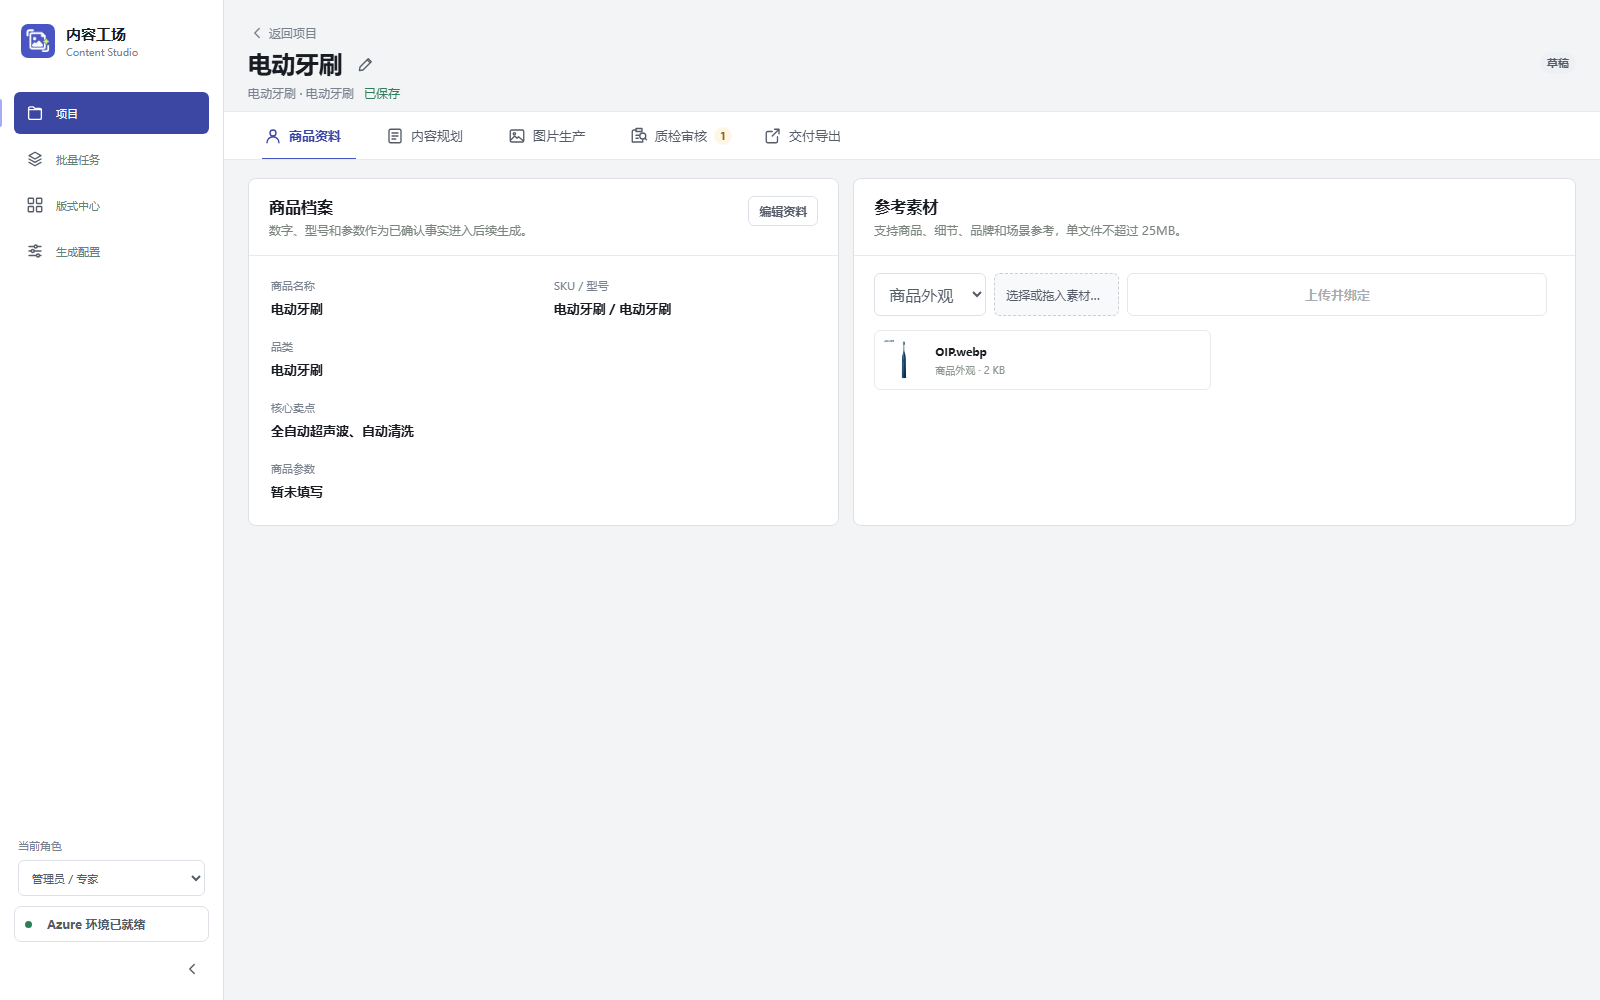 内容工场
Content Studio
项目
批量任务
版式中心
生成配置
当前角色
管理员 / 专家
Azure 环境已就绪
返回项目
电动牙刷
电动牙刷 · 电动牙刷 已保存
草稿
商品资料
内容规划
图片生产
质检审核 1
交付导出
商品档案
数字、型号和参数作为已确认事实进入后续生成。
编辑资料
商品名称
电动牙刷
SKU / 型号
电动牙刷 / 电动牙刷
品类
电动牙刷
核心卖点
全自动超声波、自动清洗
商品参数
暂未填写
参考素材
支持商品、细节、品牌和场景参考，单文件不超过 25MB。
商品外观
选择或拖入素材...
上传并绑定
OIP.webp
商品外观 · 2 KB